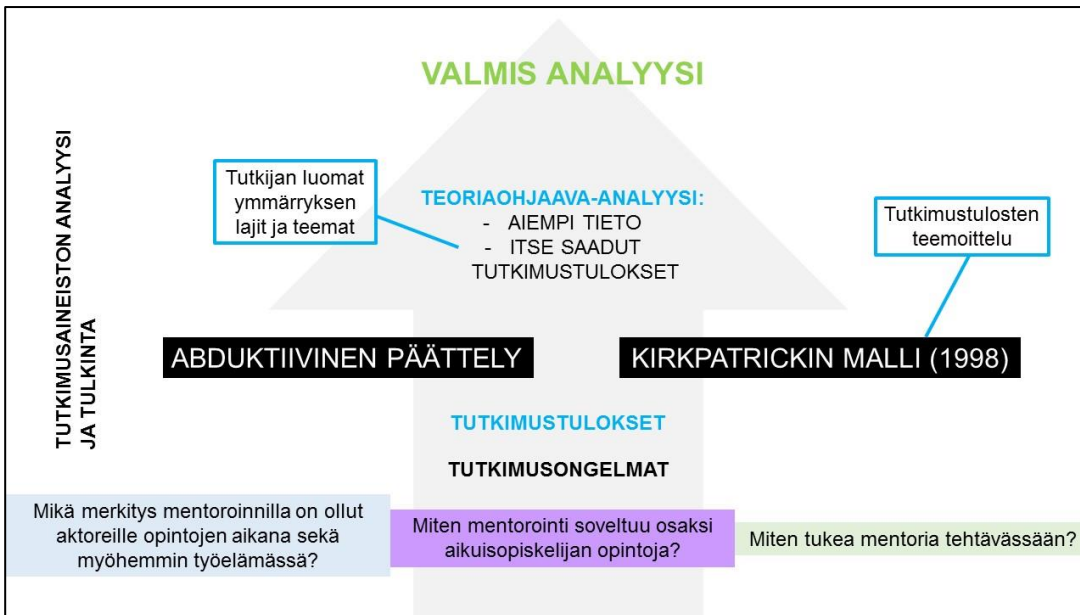 VALMIS ANALYYSI
TUTKIMUSAINEISTON ANALYYSI
JA TULKINTA
Tutkijan luomat
ymmärryksen
lajit ja teemat
TEORIAOHJAAVA-ANALYYSI:
- AIEMPI TIETO
- ITSE SAADUT
TUTKIMUSTULOKSET
Tutkimustulosten
teemoittelu
ABDUKTIIVINEN PÄÄTTELY
KIRKPATRICKIN MALLI (1998)
TUTKIMUSTULOKSET
TUTKIMUSONGELMAT
Mikä merkitys mentoroinnilla on ollut
aktoreille opintojen aikana sekä
myöhemmin työelämässä?
Miten mentorointi soveltuu osaksi
aikuisopiskelijan opintoja?
Miten tukea mentoria tehtävässään?